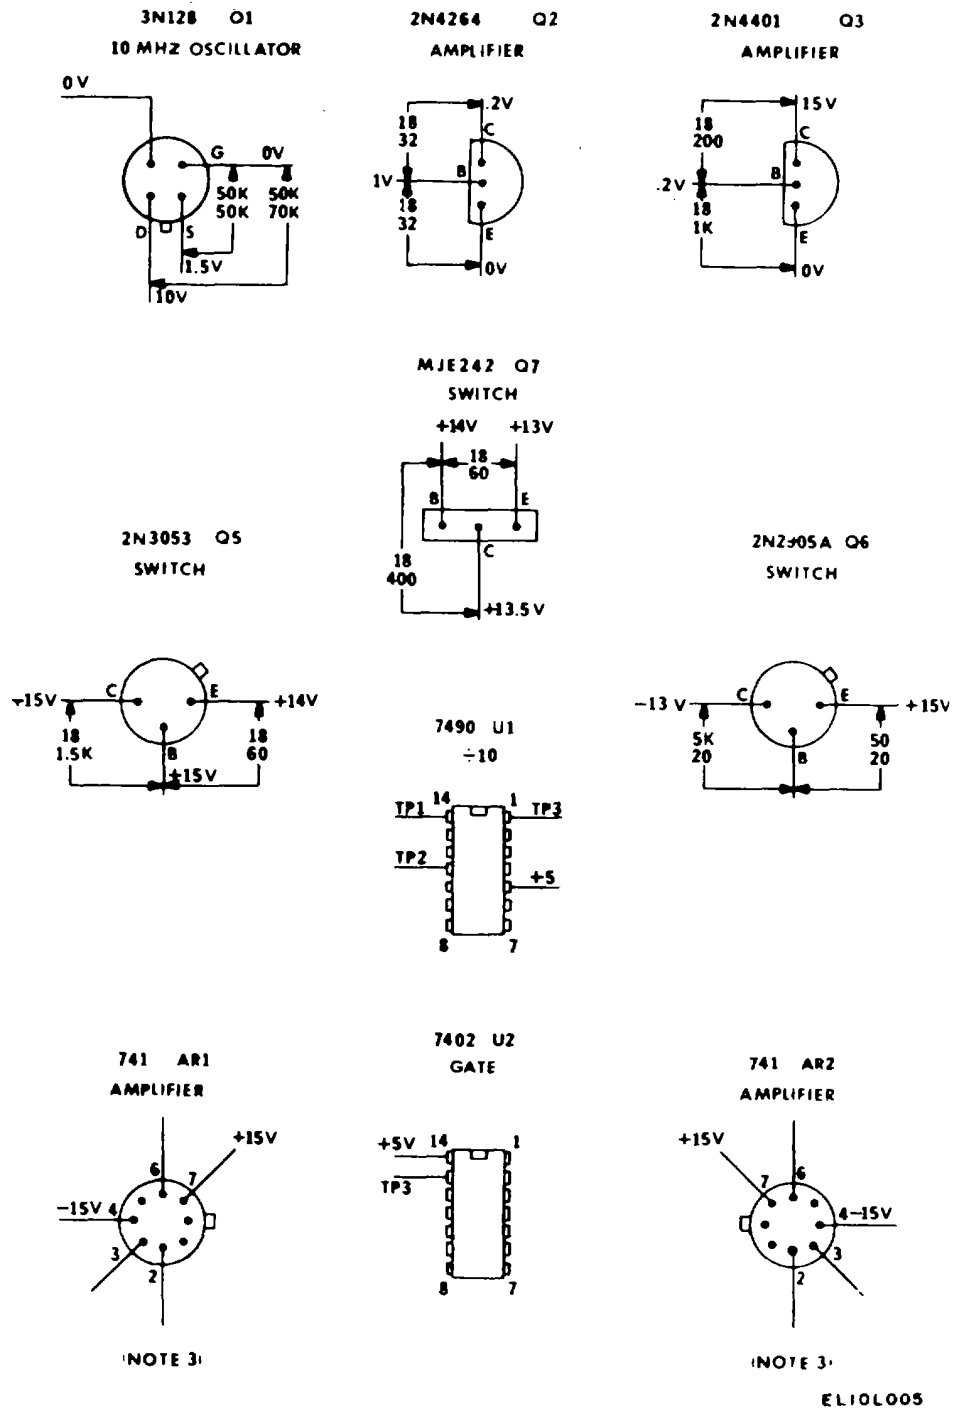 3N128 Q1
10 MHZ OSCILLATOR
0V
G
0V
50K
50K
50K
70K
D
S
1.5V
10V
2N4264 Q2
AMPLIFIER
.2V
18
32
C
1V
B
18
32
E
0V
2N4401 Q3
AMPLIFIER
15V
18
200
C
.2V
B
18
1K
E
0V
MJE242 Q7
SWITCH
+14V +13V
18
60
B
E
C
18
400
+13.5V
2N3053 Q5
SWITCH
C
E
+15V
+14V
18
1.5K
18
60
B
+15V
Q6
SWITCH
C
E
-13 V
+15V
5K
20
50
20
B
7490 U1
÷10
14
1
TP1
TP3
TP2
+5
8
7
741 AR1
AMPLIFIER
+15V
6
7
-15V
4
3
2
(NOTE 3)
7402 U2
GATE
+5V
14
1
TP3
8
7
741 AR2
AMPLIFIER
+15V
7
6
4
-15V
3
2
(NOTE 3)
EL10L005